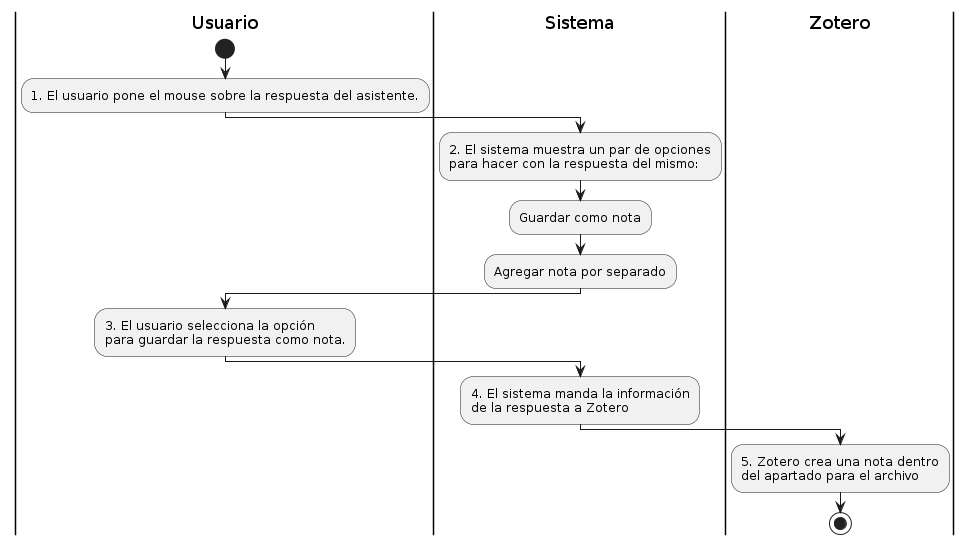 Usuario
Sistema
Zotero
1. El usuario pone el mouse sobre la respuesta del asistente.
2. El sistema muestra un par de opciones
para hacer con la respuesta del mismo:
Guardar como nota
Agregar nota por separado
3. El usuario selecciona la opción
para guardar la respuesta como nota.
4. El sistema manda la información
de la respuesta a Zotero
5. Zotero crea una nota dentro
del apartado para el archivo